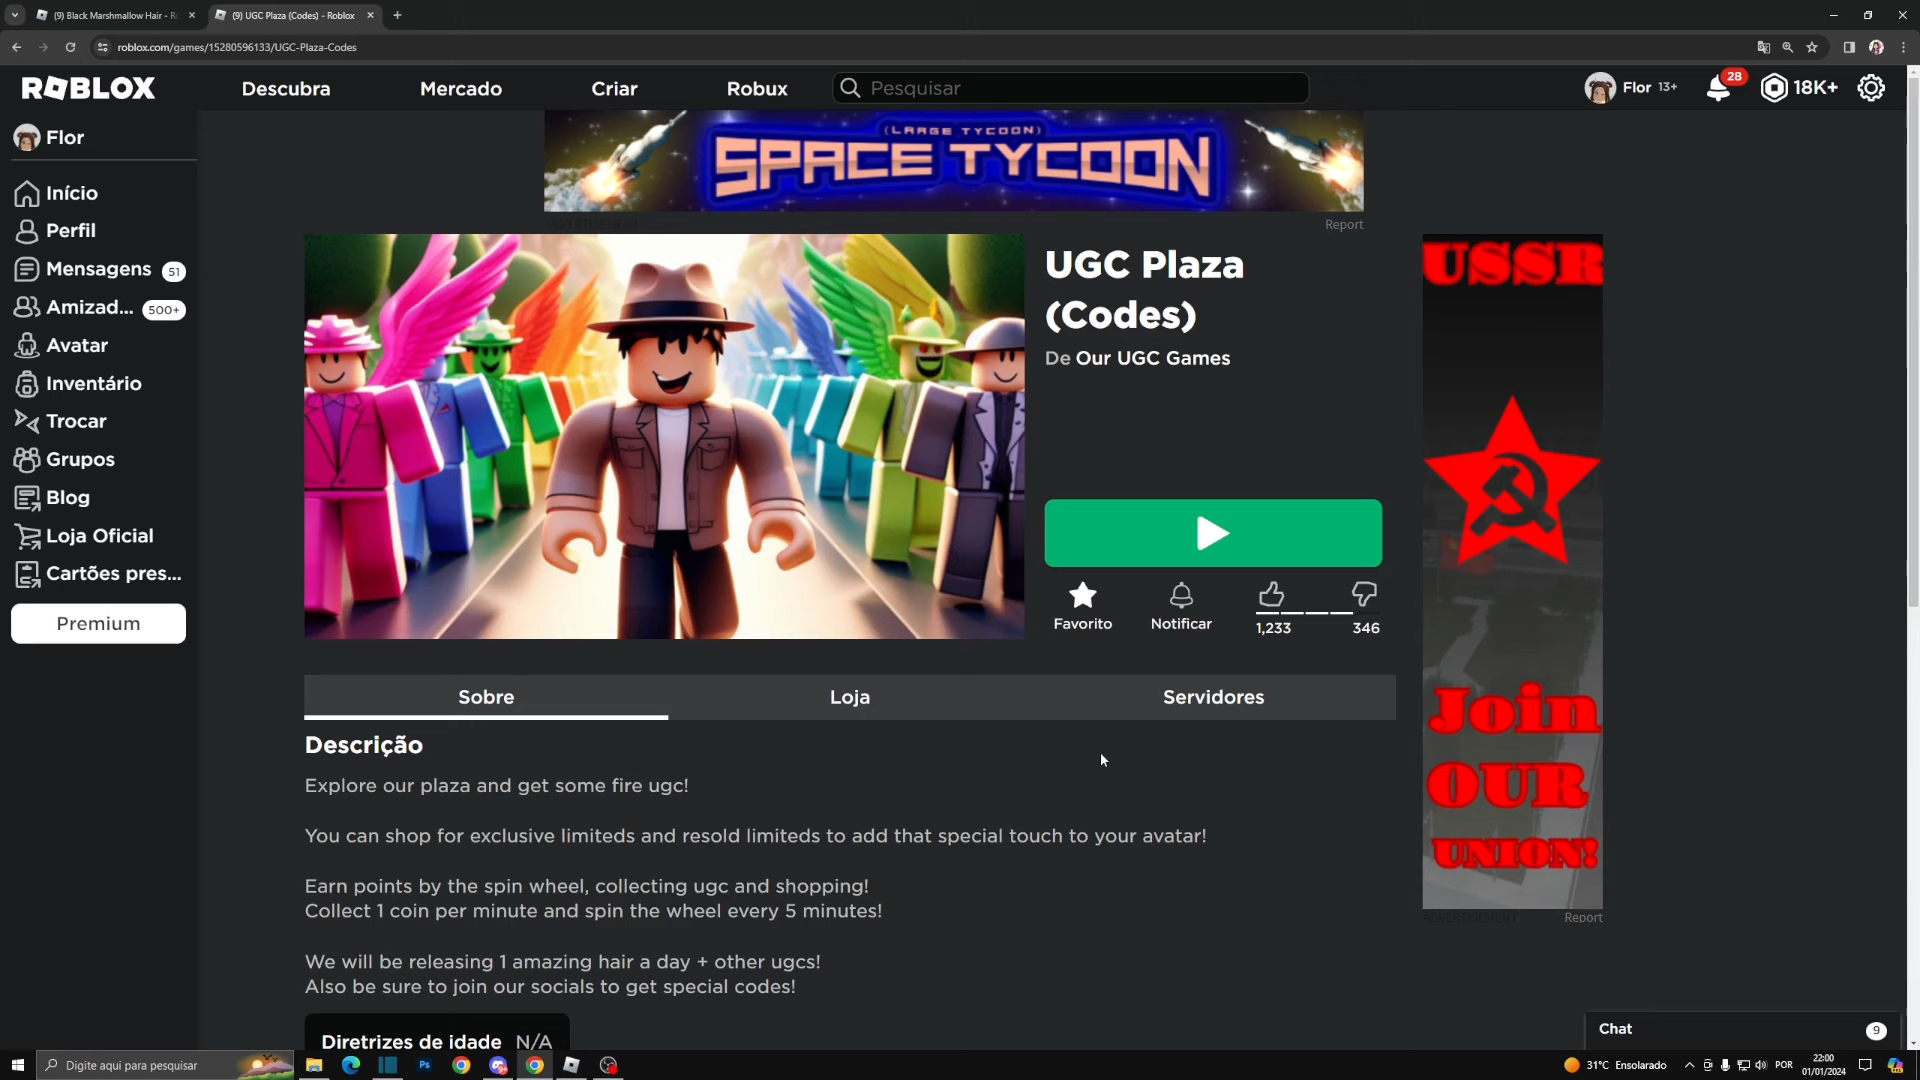 (9) Black Marshmallow Hair - R
(9) UGC Plaza (Codes) - Roblox
roblox.com/games/15280596133/UGC-Plaza-Codes
ROBLOX
Descubra
Mercado
Criar
Robux
Pesquisar
Flor 13+
28
18K+
Flor
Início
Perfil
Mensagens 51
Amizad... 500+
Avatar
Inventário
Trocar
Grupos
Blog
Loja Oficial
Cartões pres...
Premium
(LARGE TYCOON)
SPACE TYCOON
ADVERTISEMENT
Report
UGC Plaza
(Codes)
De Our UGC Games
Favorito
Notificar
1,233
346
Sobre
Loja
Servidores
Descrição
Explore our plaza and get some fire ugc!
You can shop for exclusive limiteds and resold limiteds to add that special touch to your avatar!
Earn points by the spin wheel, collecting ugc and shopping!
Collect 1 coin per minute and spin the wheel every 5 minutes!
We will be releasing 1 amazing hair a day + other ugcs!
Also be sure to join our socials to get special codes!
Diretrizes de idade N/A
USSR
Join
OUR
UNION!
ADVERTISEMENT
Report
Chat
9
Digite aqui para pesquisar
Ps
31°C Ensolarado
POR
22:00
01/01/2024